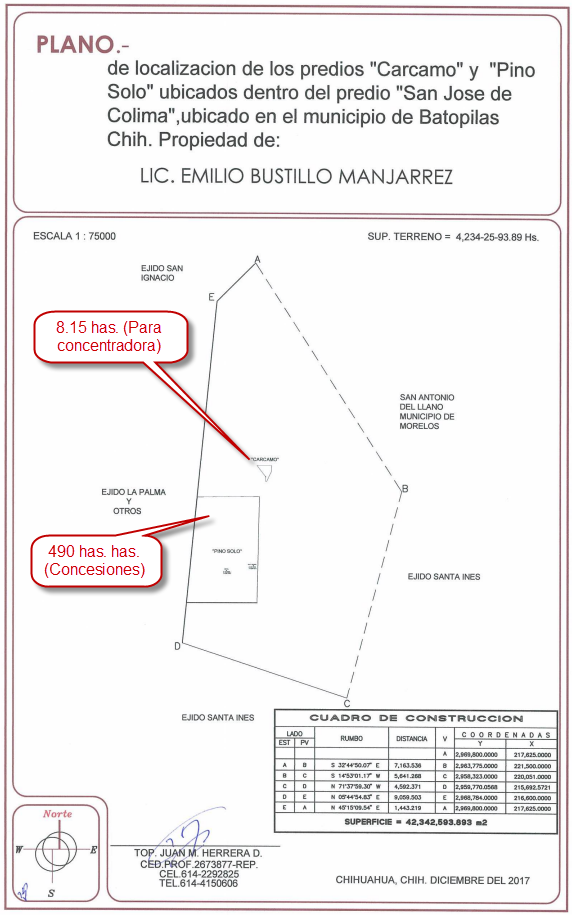 PLANO.-
de localizacion de los predios "Carcamo" y "Pino
Solo" ubicados dentro del predio "San Jose de
Colima",ubicado en el municipio de Batopilas
Chih. Propiedad de:
LIC. EMILIO BUSTILLO MANJARREZ
ESCALA 1 : 75000
SUP. TERRENO = 4,234-25-93.89 Hs.
A
EJIDO SAN
IGNACIO
E
8.15 has. (Para
concentradora)
SAN ANTONIO
DEL LLANO
MUNICIPIO DE
MORELOS
"CARCAMO"
B
EJIDO LA PALMA
Y
OTROS
490 has. has.
(Concesiones)
"PINO SOLO"
EJIDO SANTA INES
D
C
EJIDO SANTA INES
CUADRO DE CONSTRUCCION
LADO RUMBO DISTANCIA V COORDENADAS
EST PV Y X
A 2,969,800.0000 217,625.0000
A B S 32°44'50.07" E 7,163.536 B 2,963,775.0000 221,500.0000
B C S 14°53'01.17" W 5,641.268 C 2,958,323.0000 220,051.0000
C D N 71°37'59.30" W 4,592.371 D 2,959,770.0568 215,692.5721
D E N 05°44'54.83" E 9,059.503 E 2,968,784.0000 216,600.0000
E A N 45°15'09.54" E 1,443.219 A 2,969,800.0000 217,625.0000
SUPERFICIE = 42,342,593.893 m2
Norte
W E
S
TOP. JUAN M. HERRERA D.
CED.PROF.2673877-REP.
CEL.614-2292825
TEL.614-4150606
CHIHUAHUA, CHIH. DICIEMBRE DEL 2017